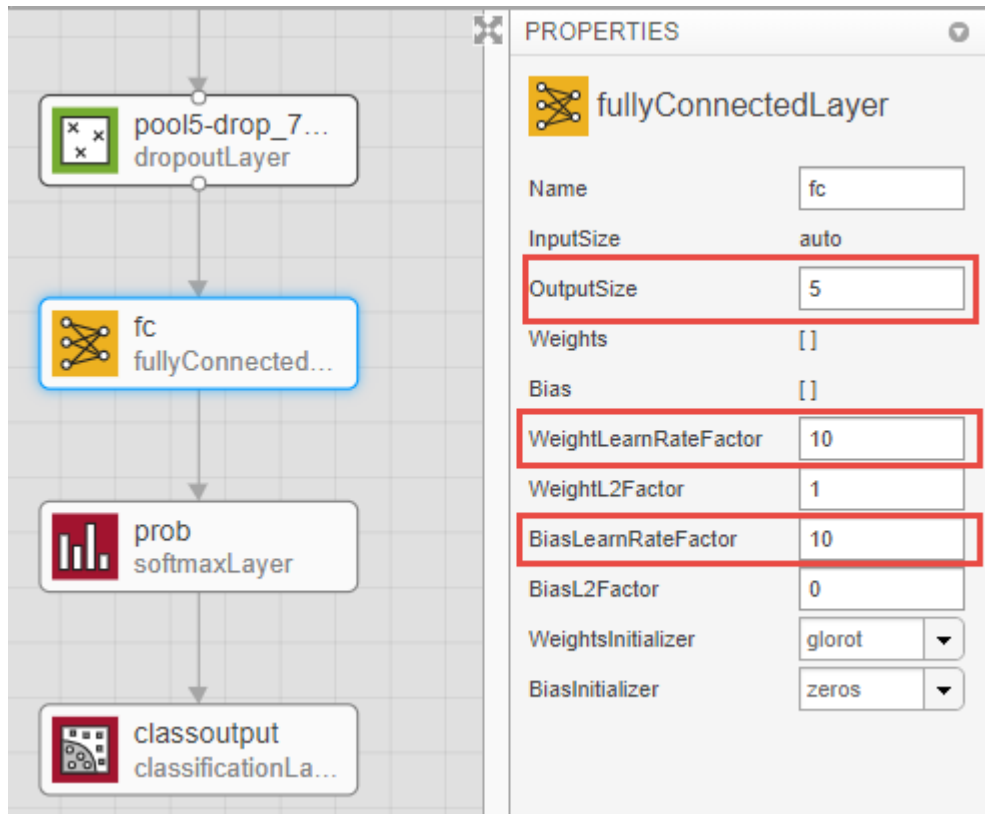 pool5-drop_7...
dropoutLayer
fc
fullyConnected...
prob
softmaxLayer
classoutput
classificationLa...
PROPERTIES
fullyConnectedLayer
Name fc
InputSize auto
OutputSize 5
Weights [ ]
Bias [ ]
WeightLearnRateFactor 10
WeightL2Factor 1
BiasLearnRateFactor 10
BiasL2Factor 0
WeightsInitializer glorot
BiasInitializer zeros